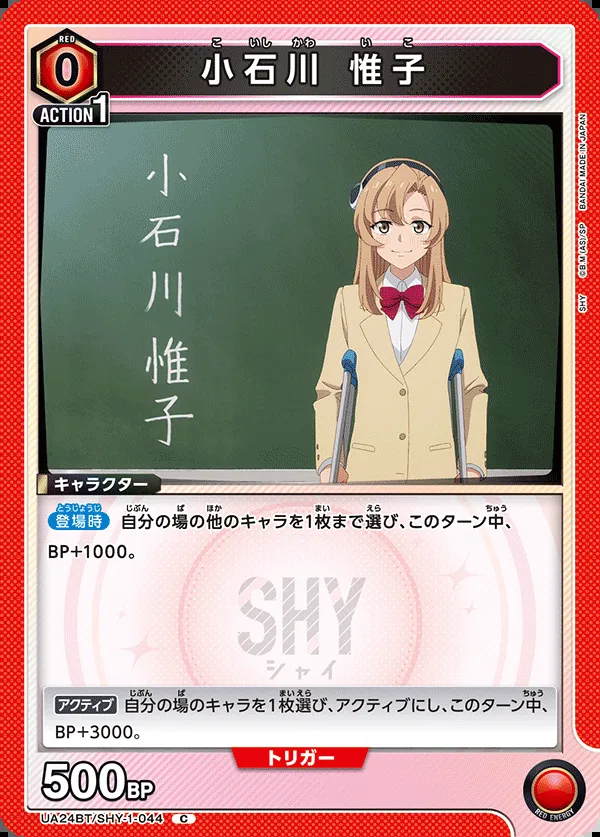 RED
0
ACTION1
こ いし かわ い こ
小石川 惟子
小石川惟子
SHY ©B.M(AS)/SP BANDAI MADE IN JAPAN
キャラクター
とうじょうじ じぶん ば ほか まい えら ちゅう
登場時 自分の場の他のキャラを1枚まで選び、このターン中、
BP+1000。
SHY
シャイ
じぶん ば まいえら ちゅう
アクティブ 自分の場のキャラを1枚選び、アクティブにし、このターン中、
BP+3000。
トリガー
500BP
UA24BT/SHY-1-044 C
RED ENERGY